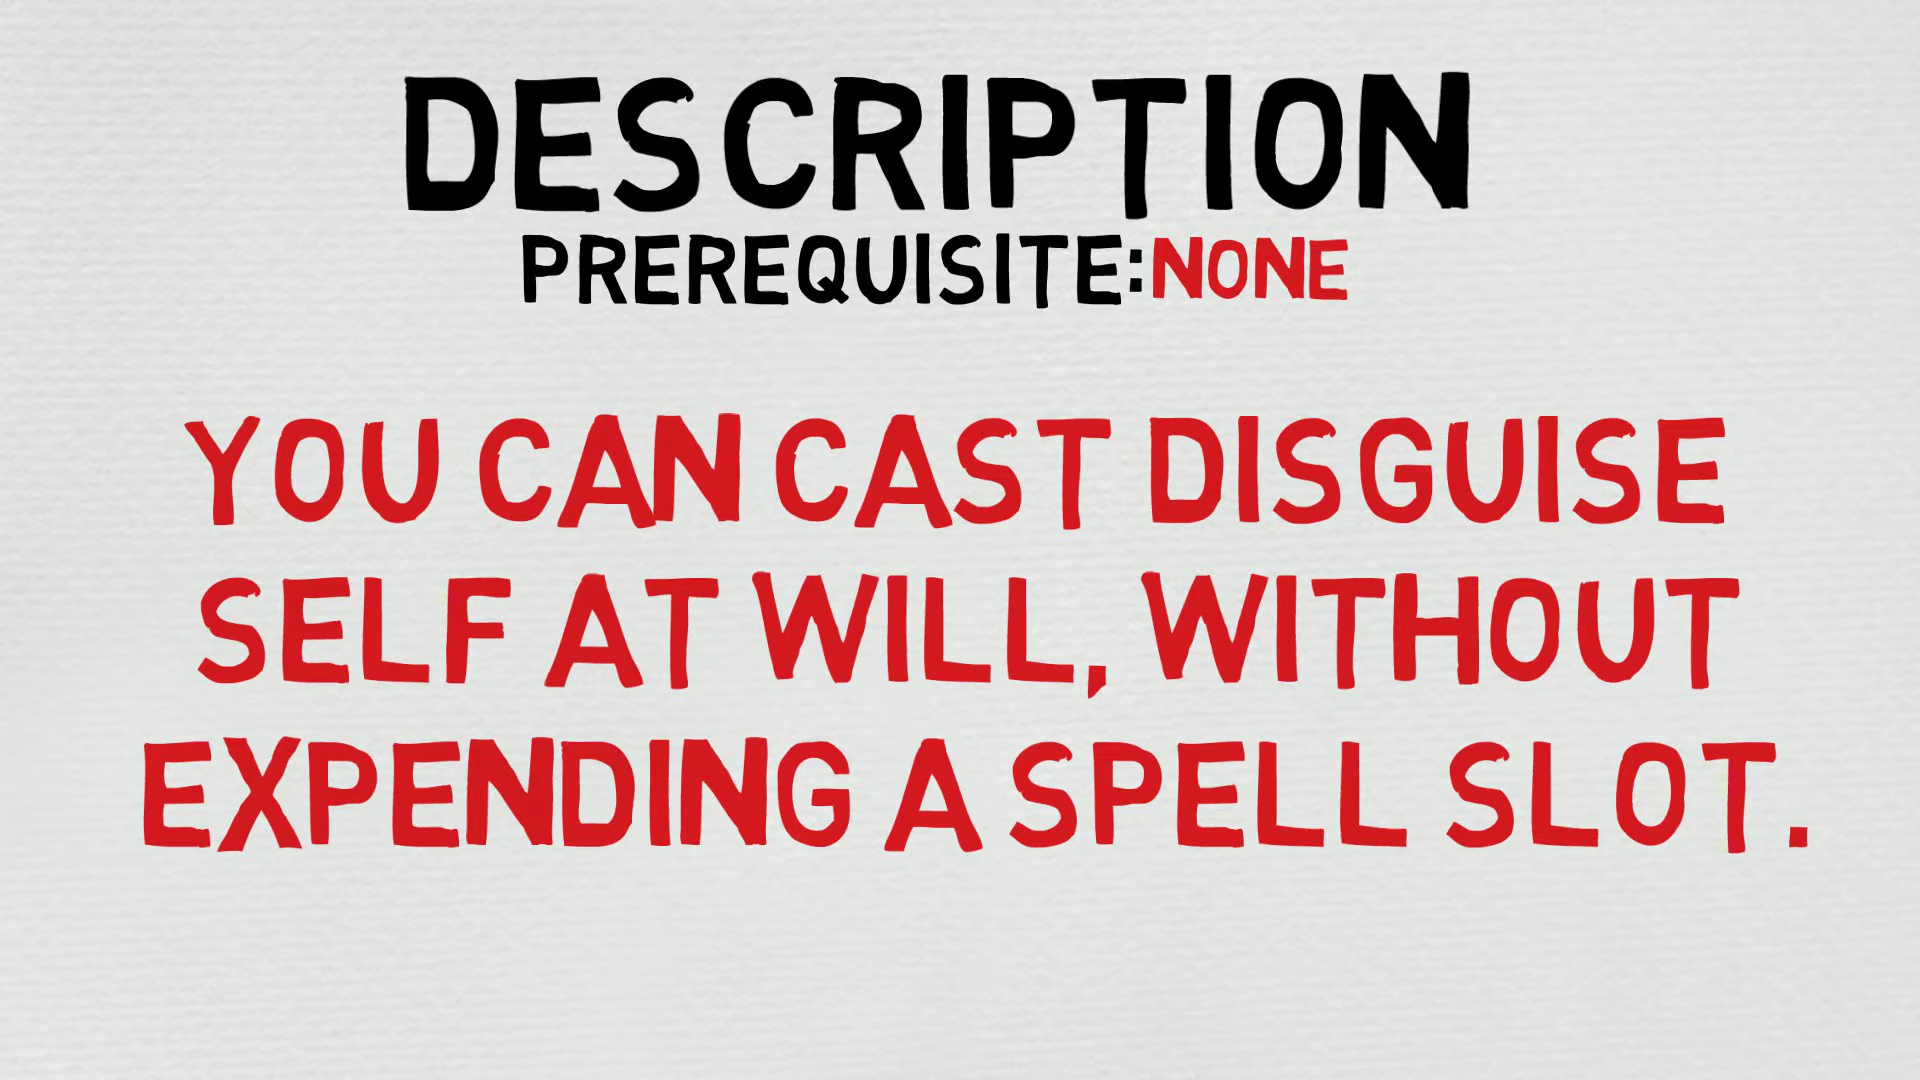 DESCRIPTION
PREREQUISITE:NONE
YOU CAN CAST DISGUISE
SELF AT WILL, WITHOUT
EXPENDING A SPELL SLOT.